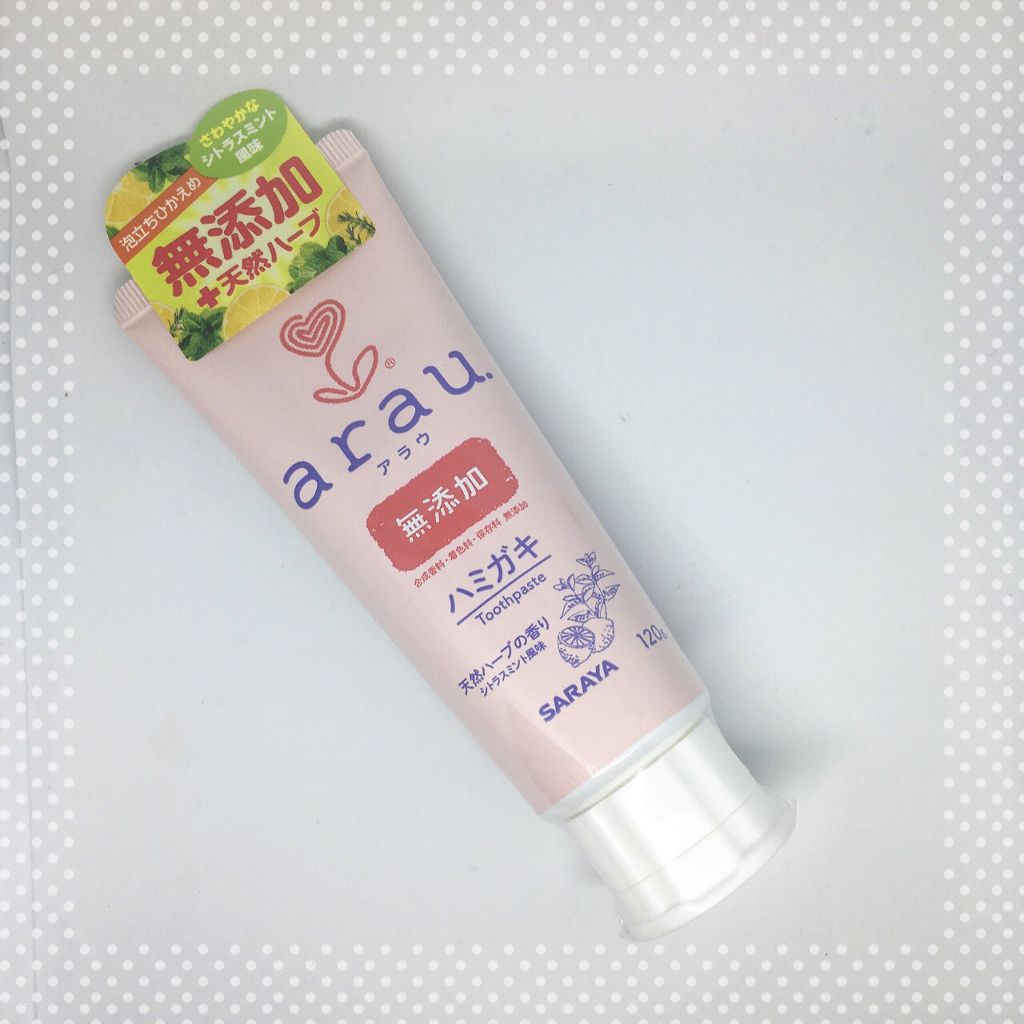 さわやかな
シトラスミント
風味
泡立ちひかえめ
無添加
+天然ハーブ
arau.®
アラウ
無添加
合成香料・着色料・保存料 無添加
ハミガキ
Toothpaste
天然ハーブの香り
シトラスミント風味
120g
SARAYA